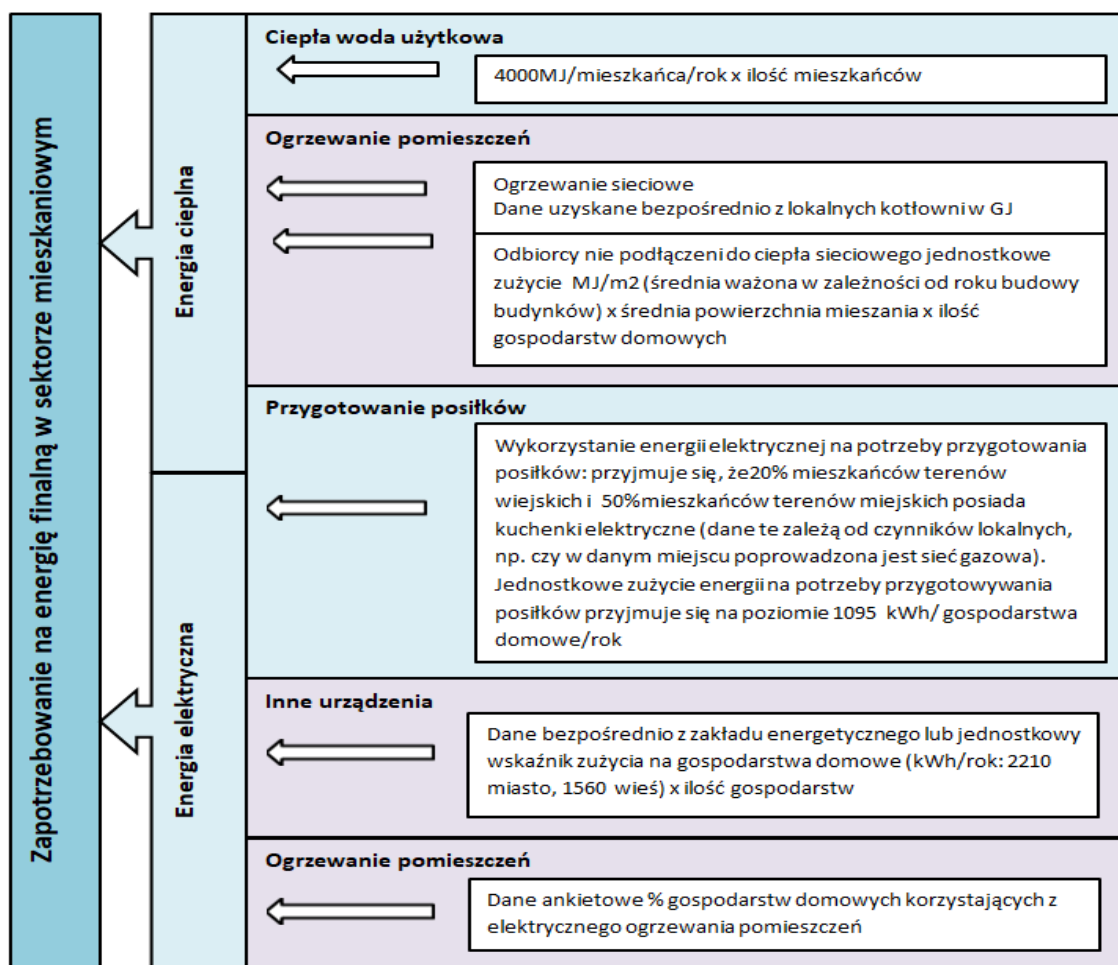 Zapotrzebowanie na energię finalną w sektorze mieszkaniowym
Energia cieplna
Ciepła woda użytkowa
4000MJ/mieszkańca/rok x ilość mieszkańców
Ogrzewanie pomieszczeń
Ogrzewanie sieciowe
Dane uzyskane bezpośrednio z lokalnych kotłowni w GJ
Odbiorcy nie podłączeni do ciepła sieciowego jednostkowe
zużycie MJ/m2 (średnia ważona w zależności od roku budowy
budynków) x średnia powierzchnia mieszania x ilość
gospodarstw domowych
Przygotowanie posiłków
Wykorzystanie energii elektrycznej na potrzeby przygotowania
posiłków: przyjmuje się, że20% mieszkańców terenów
wiejskich i 50%mieszkańców terenów miejskich posiada
kuchenki elektryczne (dane te zależą od czynników lokalnych,
np. czy w danym miejscu poprowadzona jest sieć gazowa).
Jednostkowe zużycie energii na potrzeby przygotowywania
posiłków przyjmuje się na poziomie 1095 kWh/ gospodarstwa
domowe/rok
Energia elektryczna
Inne urządzenia
Dane bezpośrednio z zakładu energetycznego lub jednostkowy
wskaźnik zużycia na gospodarstwa domowe (kWh/rok: 2210
miasto, 1560 wieś) x ilość gospodarstw
Ogrzewanie pomieszczeń
Dane ankietowe % gospodarstw domowych korzystających z
elektrycznego ogrzewania pomieszczeń